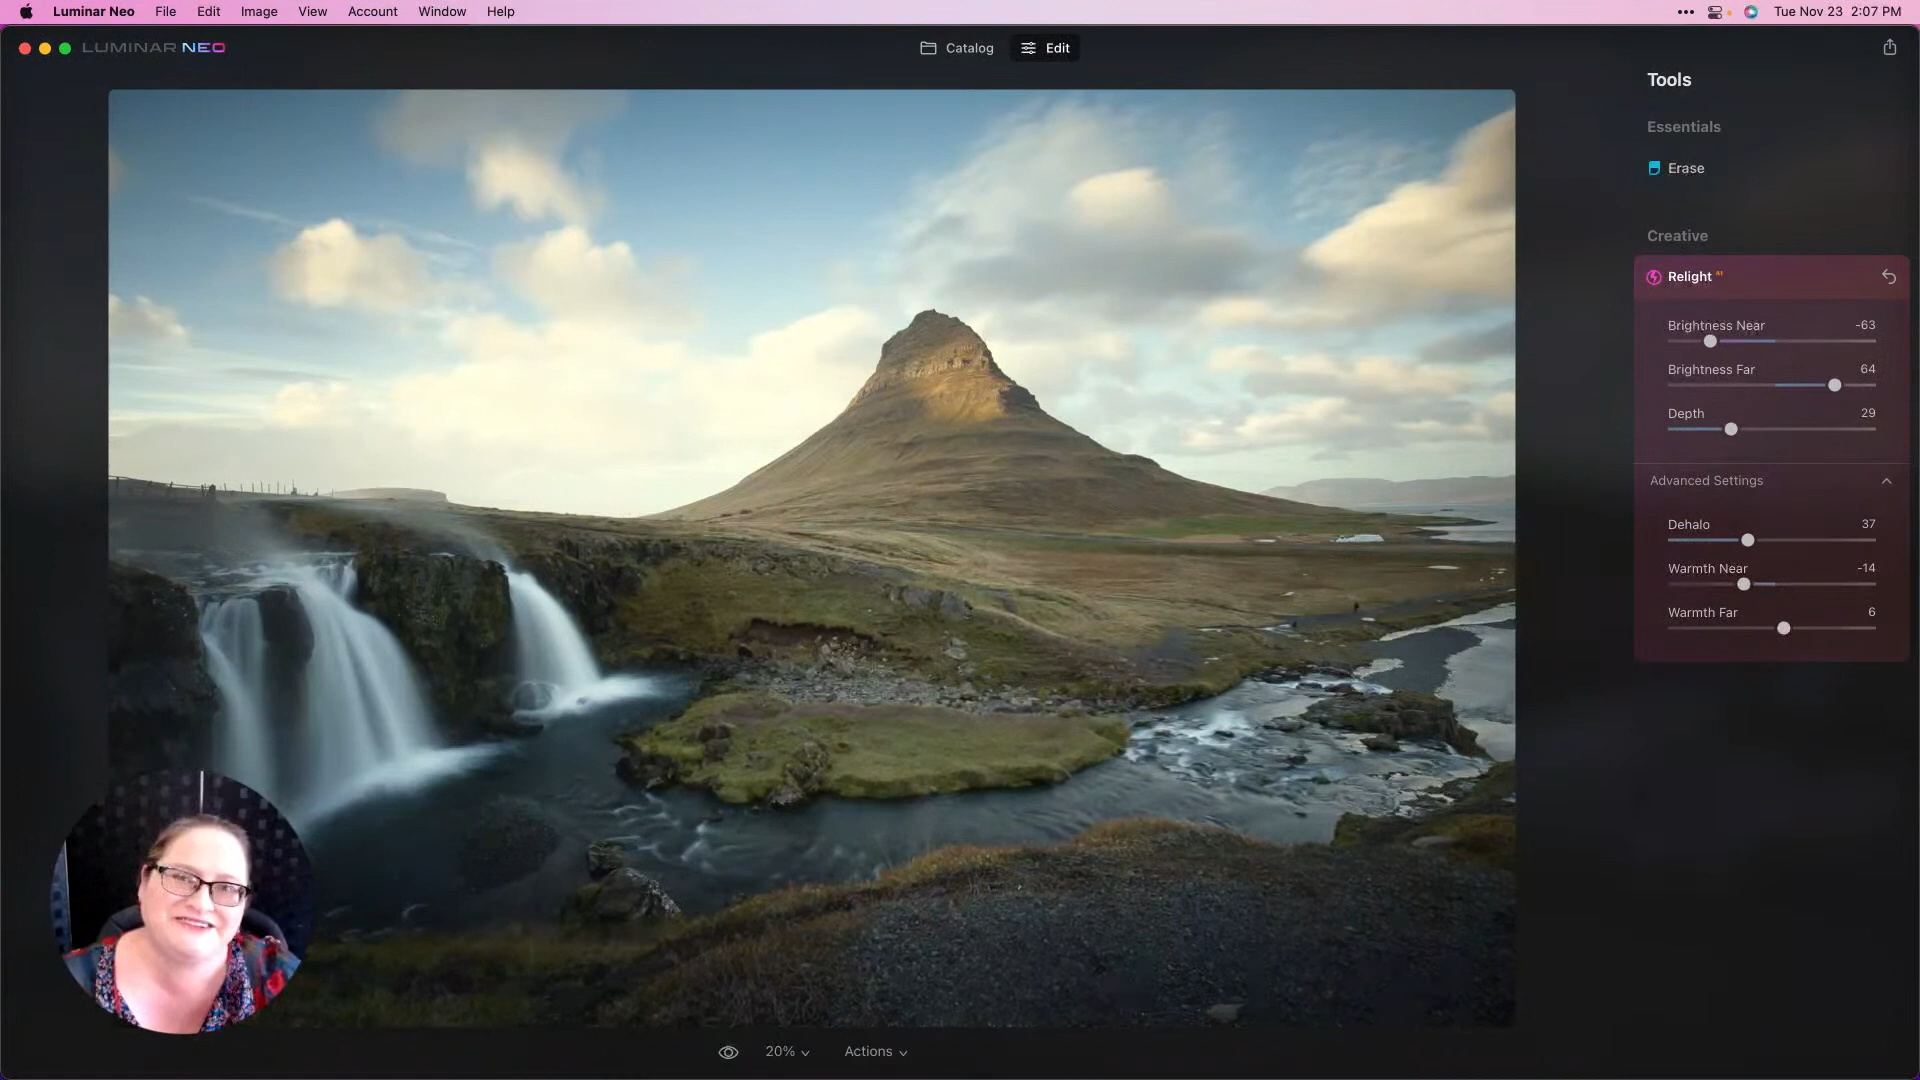 Luminar Neo File Edit Image View Account Window Help Tue Nov 23 2:07 PM
LUMINAR NEO Catalog Edit
Tools
Essentials
Erase
Creative
Relight AI
Brightness Near -63
Brightness Far 64
Depth 29
Advanced Settings
Dehalo 37
Warmth Near -14
Warmth Far 6
20% Actions